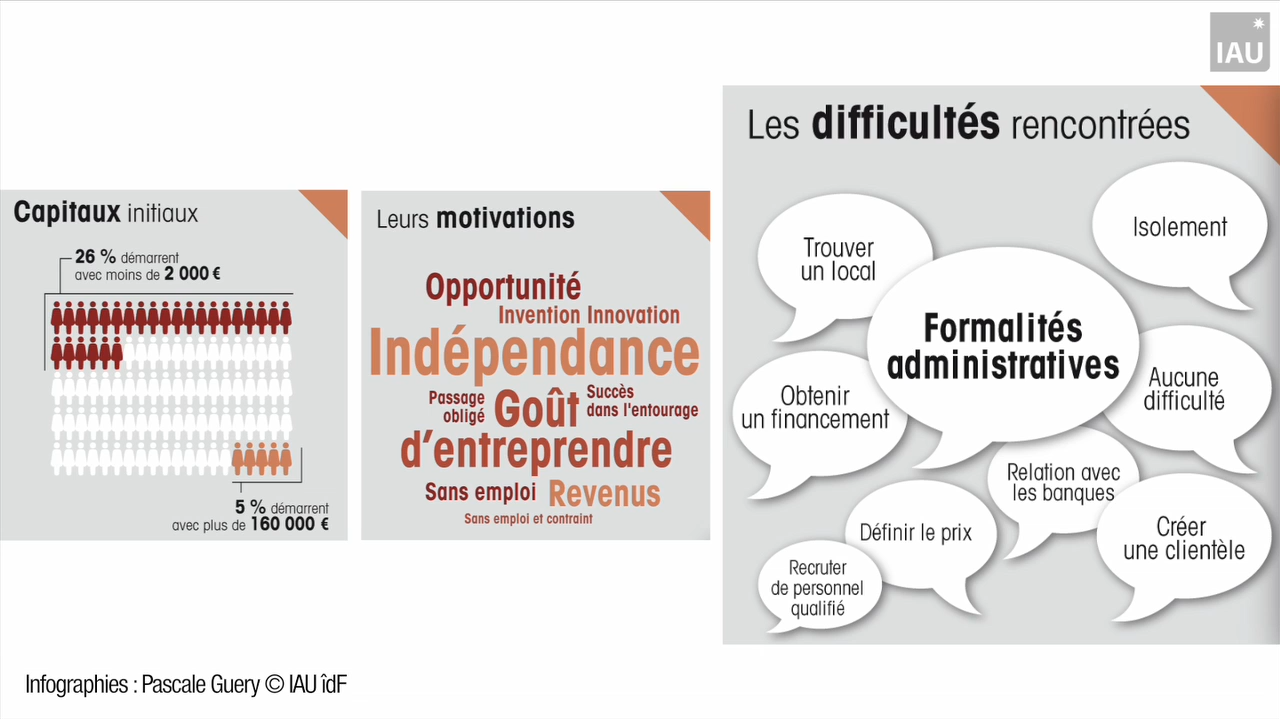 IAU
Capitaux initiaux
26 % démarrent
avec moins de 2 000 €
5 % démarrent
avec plus de 160 000 €
Leurs motivations
Opportunité
Invention Innovation
Indépendance
Passage
obligé
Goût
Succès
dans l'entourage
d'entreprendre
Sans emploi
Revenus
Sans emploi et contraint
Les difficultés rencontrées
Trouver
un local
Isolement
Formalités
administratives
Obtenir
un financement
Aucune
difficulté
Relation avec
les banques
Définir le prix
Créer
une clientèle
Recruter
de personnel
qualifié
Infographies : Pascale Guery © IAU îdF